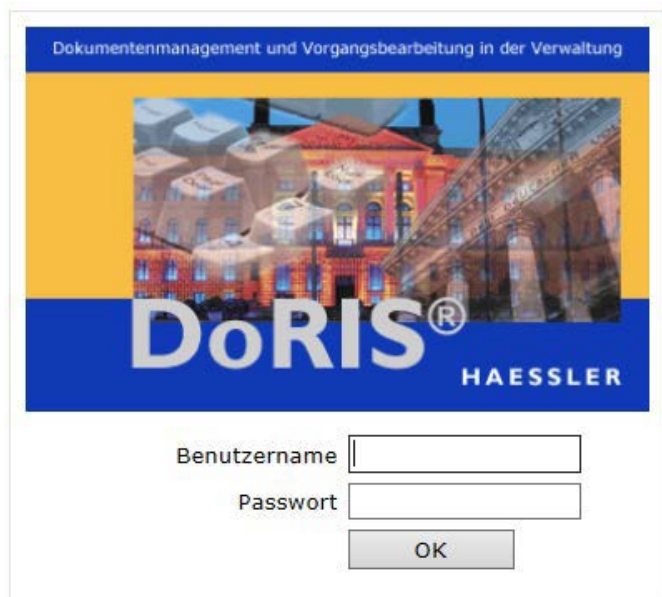 Dokumentenmanagement und Vorgangsbearbeitung in der Verwaltung
DoRIS®
HAESSLER
Benutzername
Passwort
OK